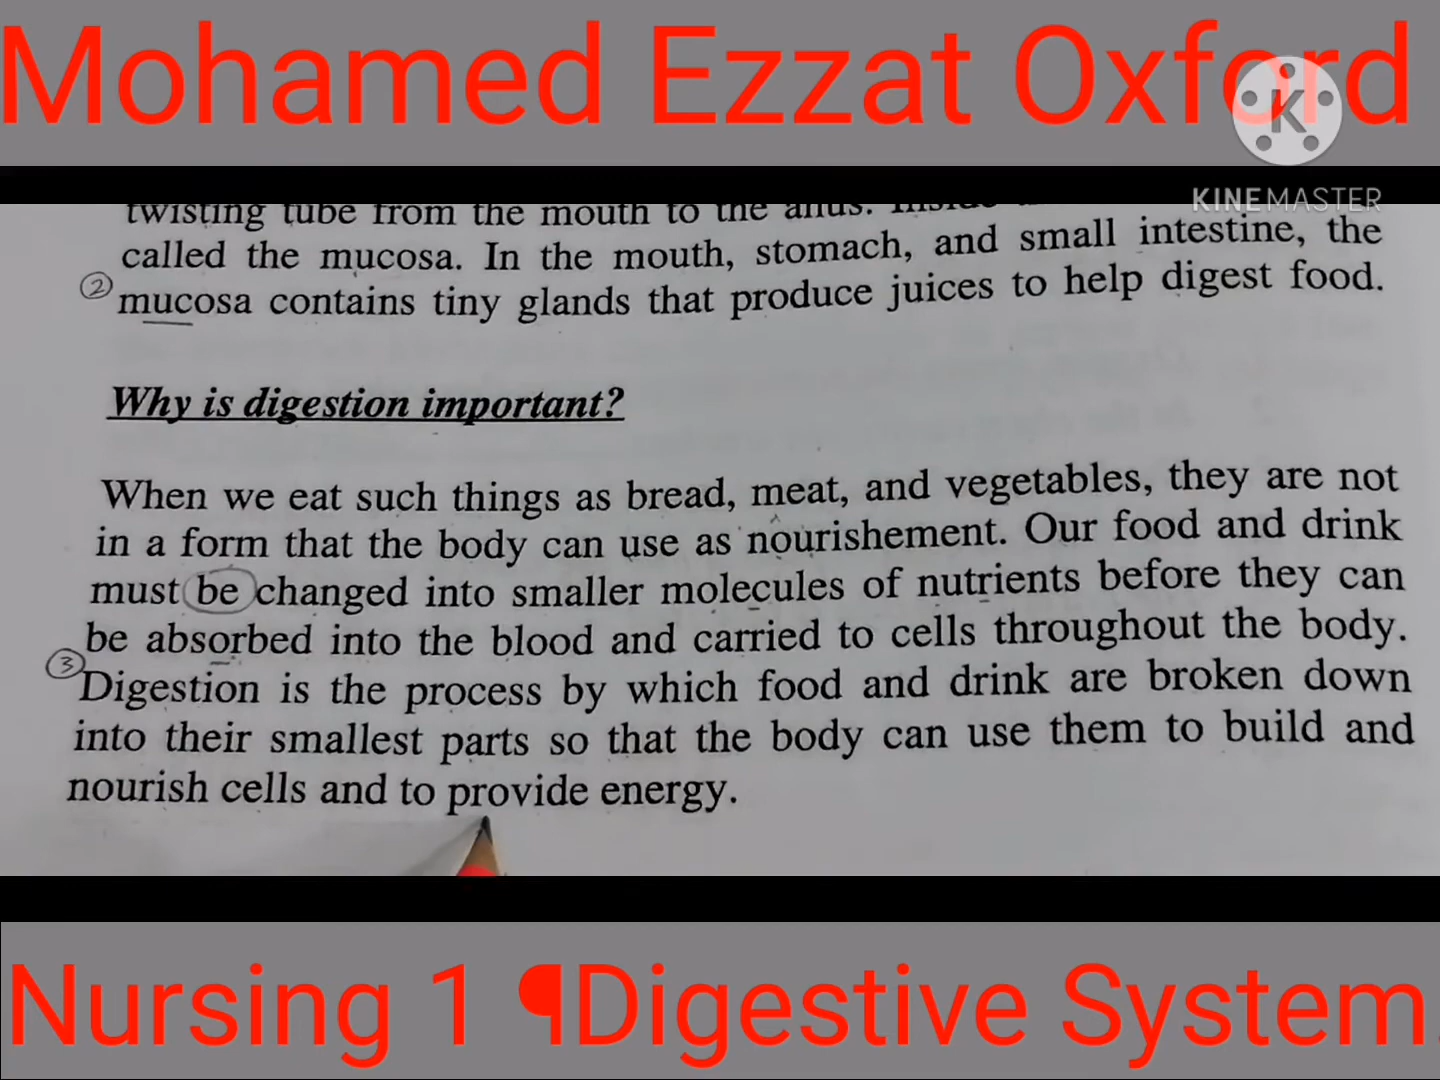 Mohamed Ezzat Oxford
K
KINEMASTER
twisting tube from the mouth to the anus. Inside
called the mucosa. In the mouth, stomach, and small intestine, the
② mucosa contains tiny glands that produce juices to help digest food.
Why is digestion important?
When we eat such things as bread, meat, and vegetables, they are not
in a form that the body can use as nourishement. Our food and drink
must be changed into smaller molecules of nutrients before they can
be absorbed into the blood and carried to cells throughout the body.
③ Digestion is the process by which food and drink are broken down
into their smallest parts so that the body can use them to build and
nourish cells and to provide energy.
Nursing 1 ¶Digestive System.